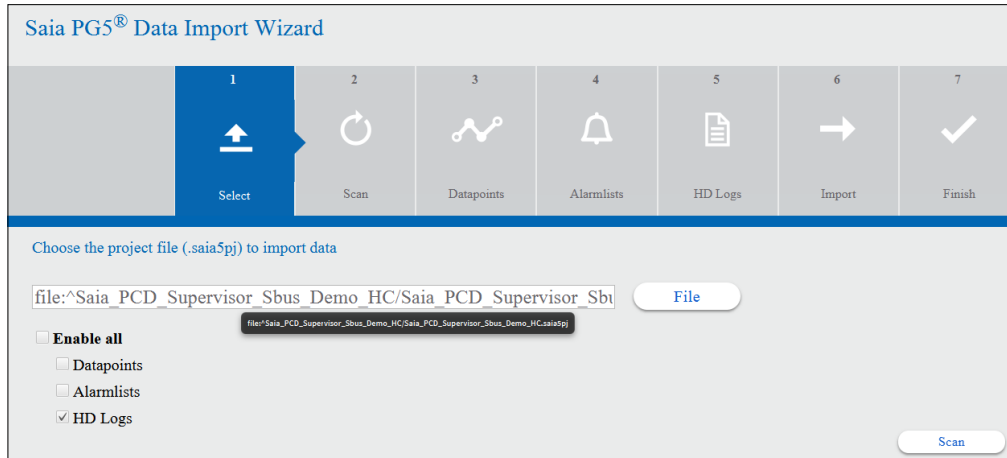 Saia PG5® Data Import Wizard
1 2 3 4 5 6 7
Select Scan Datapoints Alarmlists HD Logs Import Finish
Choose the project file (.saia5pj) to import data
file:^Saia_PCD_Supervisor_Sbus_Demo_HC/Saia_PCD_Supervisor_Sbu File
file:^Saia_PCD_Supervisor_Sbus_Demo_HC/Saia_PCD_Supervisor_Sbus_Demo_HC.saia5pj
Enable all
Datapoints
Alarmlists
HD Logs
Scan